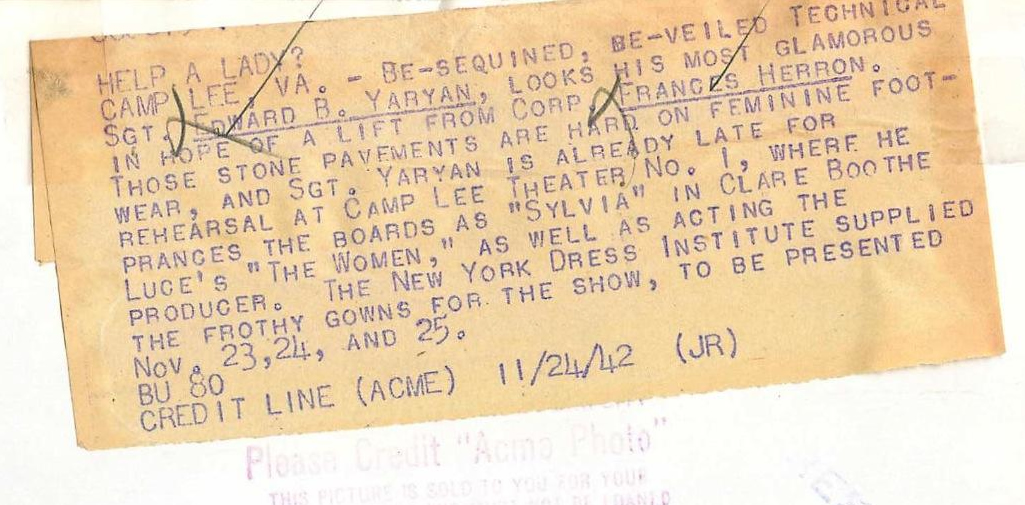 HELP A LADY?
CAMP LEE, VA. - BE-SEQUINED, BE-VEILED TECHNICAL
SGT. EDWARD B. YARYAN, LOOKS HIS MOST GLAMOROUS
IN HOPE OF A LIFT FROM CORP. FRANCES HERRON.
THOSE STONE PAVEMENTS ARE HARD ON FEMININE FOOT-
WEAR, AND SGT. YARYAN IS ALREADY LATE FOR
REHEARSAL AT CAMP LEE THEATER NO. 1, WHERE HE
PRANCES THE BOARDS AS "SYLVIA" IN CLARE BOOTHE
LUCE'S "THE WOMEN," AS WELL AS ACTING THE
PRODUCER. THE NEW YORK DRESS INSTITUTE SUPPLIED
THE FROTHY GOWNS FOR THE SHOW, TO BE PRESENTED
NOV. 23,24, AND 25.
BU 80
CREDIT LINE (ACME) 11/24/42 (JR)
Please Credit "Acme Photo"
THIS PICTURE IS SOLD TO YOU FOR YOUR
NOT BE LOANED